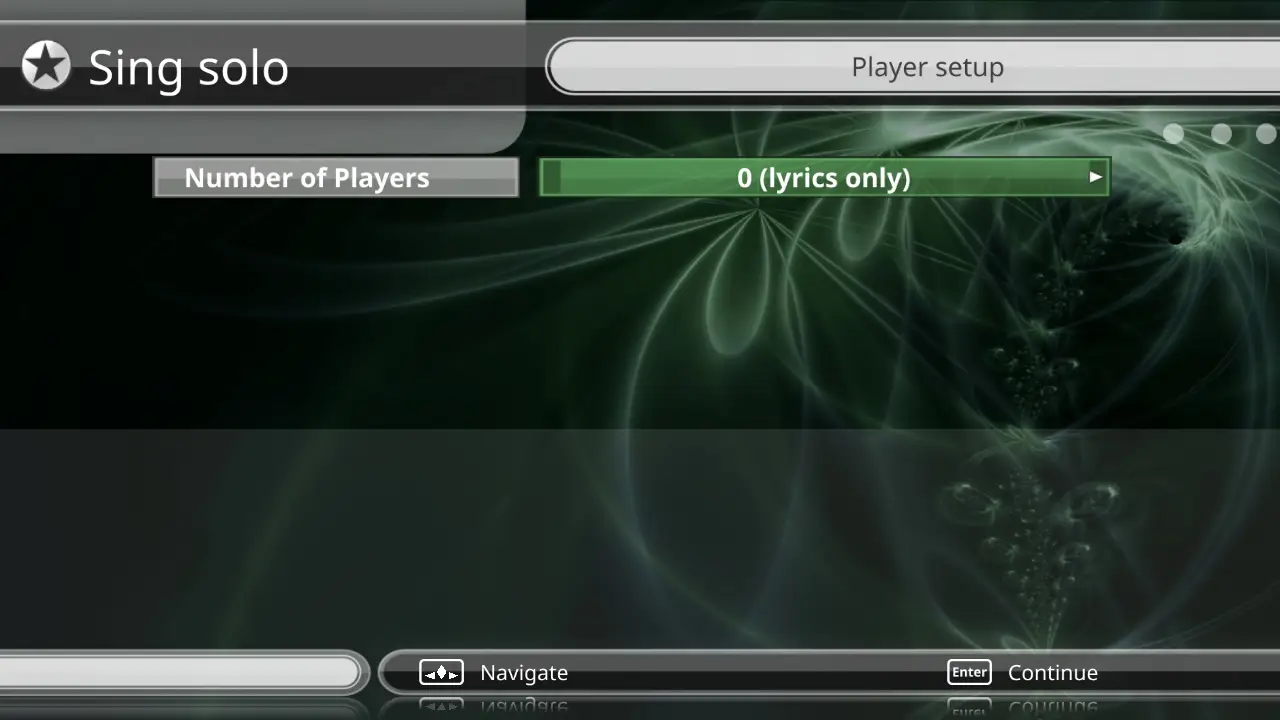 Sing solo
Player setup
Number of Players
0 (lyrics only)
Navigate
Enter Continue